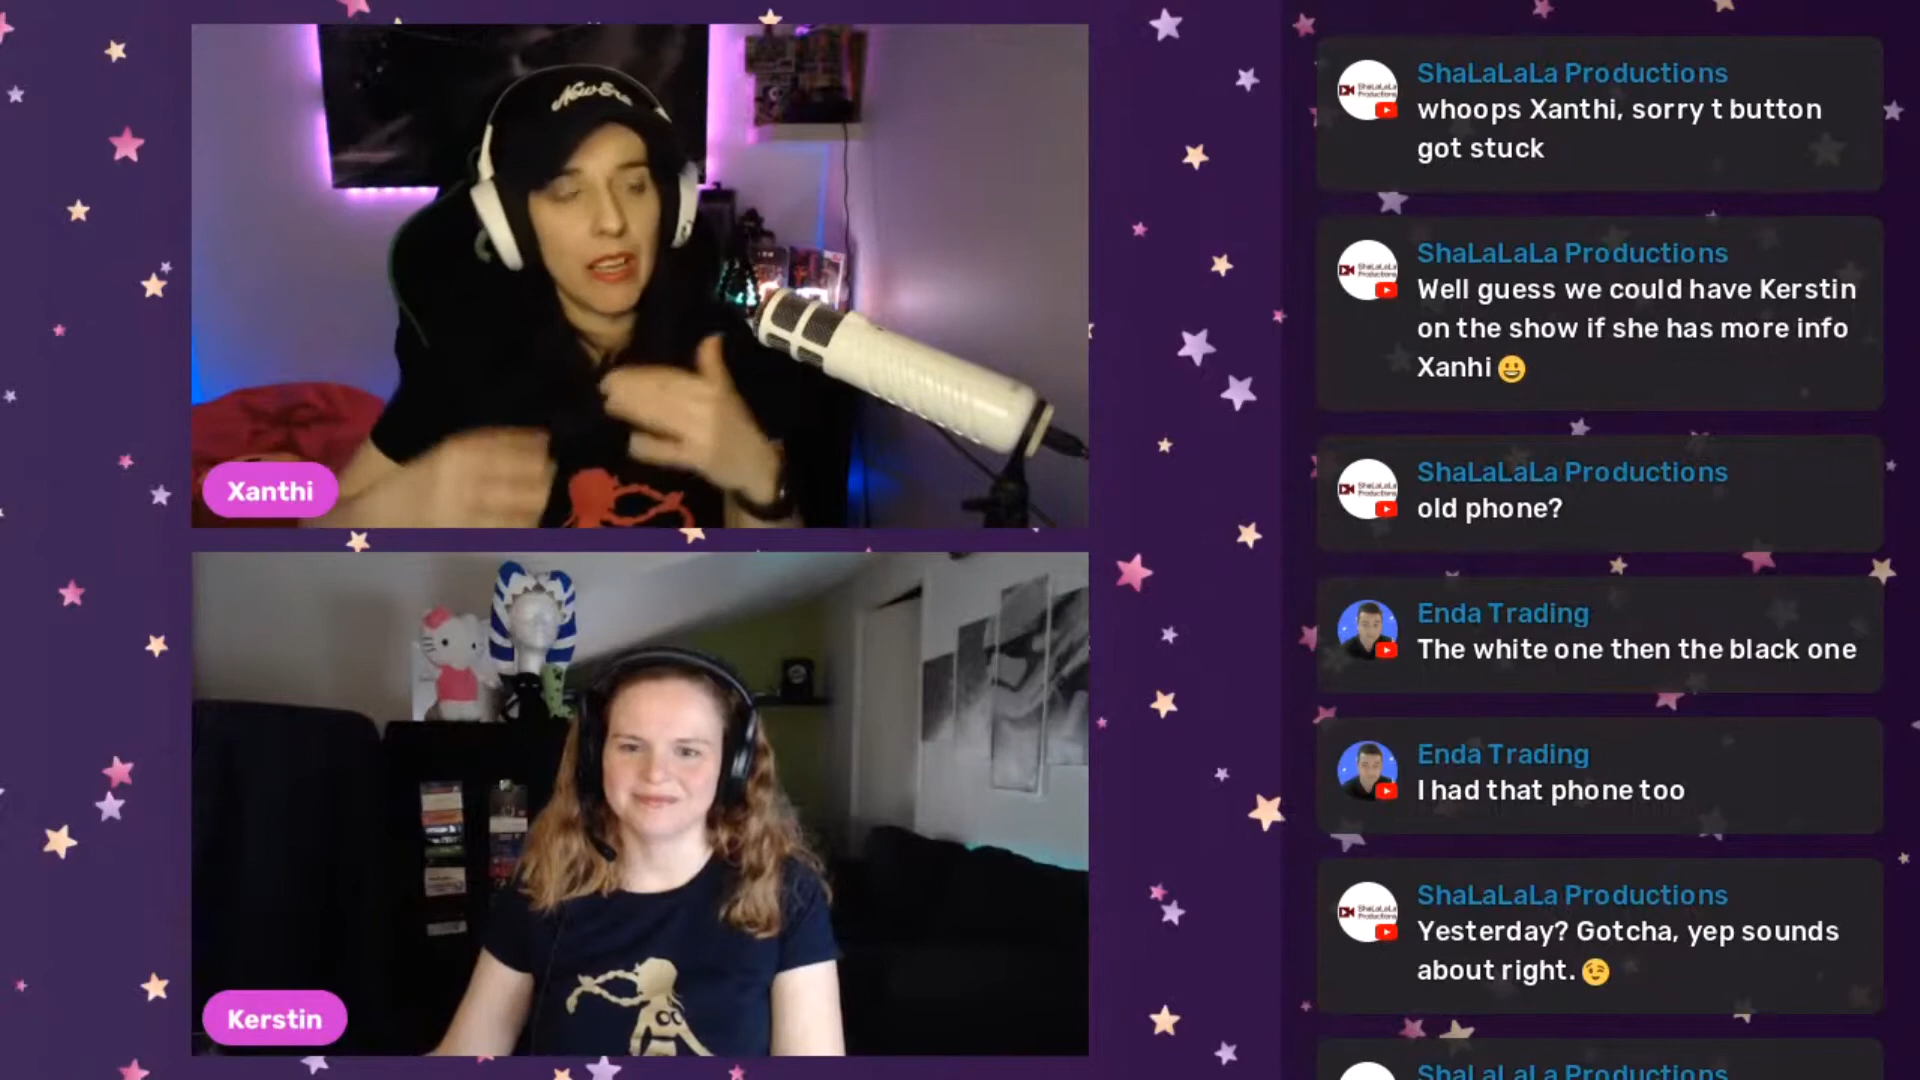 New Era
Xanthi
Kerstin
ShaLaLaLa Productions
whoops Xanthi, sorry t button
got stuck
ShaLaLaLa Productions
Well guess we could have Kerstin
on the show if she has more info
Xanhi 😀
ShaLaLaLa Productions
old phone?
Enda Trading
The white one then the black one
Enda Trading
I had that phone too
ShaLaLaLa Productions
Yesterday? Gotcha, yep sounds
about right. 😉
ShaLaLaLa Productions